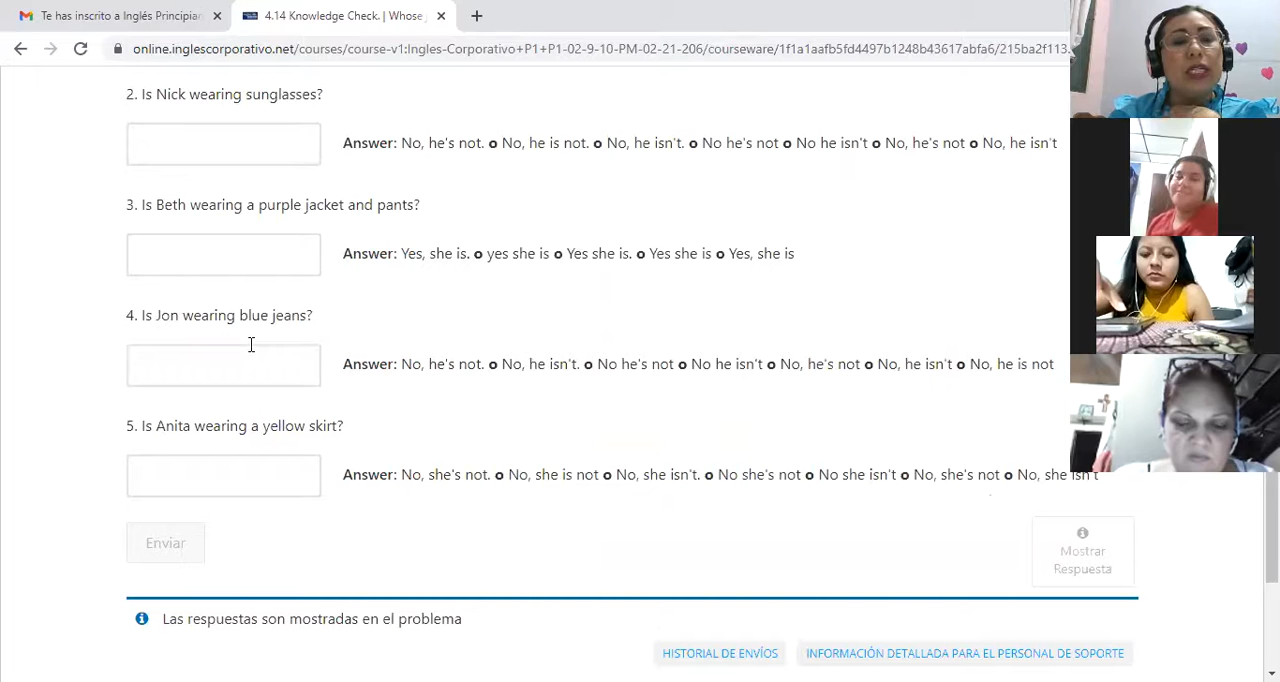 Te has inscrito a Inglés Principian
4.14 Knowledge Check. | Whose
online.inglescorporativo.net/courses/course-v1:Ingles-Corporativo+P1+P1-02-9-10-PM-02-21-206/courseware/1f1a1aafb5fd4497b1248b43617abfa6/215ba2f113
2. Is Nick wearing sunglasses?
Answer: No, he's not. o No, he is not. o No, he isn't. o No he's not o No he isn't o No, he's not o No, he isn't
3. Is Beth wearing a purple jacket and pants?
Answer: Yes, she is. o yes she is o Yes she is. o Yes she is o Yes, she is
4. Is Jon wearing blue jeans?
Answer: No, he's not. o No, he isn't. o No he's not o No he isn't o No, he's not o No, he isn't o No, he is not
5. Is Anita wearing a yellow skirt?
Answer: No, she's not. o No, she is not o No, she isn't. o No she's not o No she isn't o No, she's not o No, she isn't
Enviar
Mostrar
Respuesta
Las respuestas son mostradas en el problema
HISTORIAL DE ENVÍOS
INFORMACIÓN DETALLADA PARA EL PERSONAL DE SOPORTE